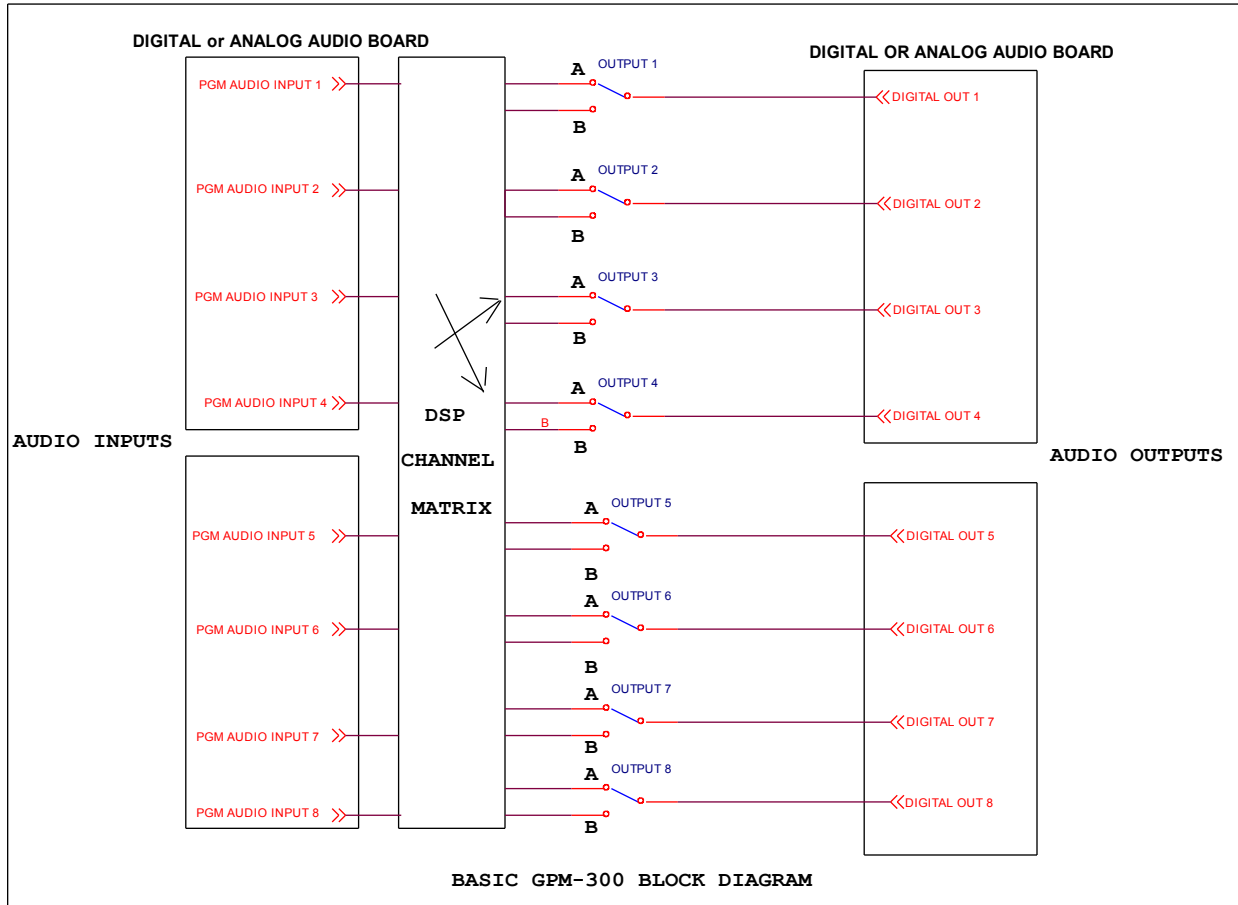 DIGITAL or ANALOG AUDIO BOARD
DIGITAL OR ANALOG AUDIO BOARD
PGM AUDIO INPUT 1
A
OUTPUT 1
B
DIGITAL OUT 1
PGM AUDIO INPUT 2
A
OUTPUT 2
B
DIGITAL OUT 2
PGM AUDIO INPUT 3
A
OUTPUT 3
B
DIGITAL OUT 3
PGM AUDIO INPUT 4
A
OUTPUT 4
B
B
DIGITAL OUT 4
AUDIO INPUTS
DSP
CHANNEL
MATRIX
AUDIO OUTPUTS
PGM AUDIO INPUT 5
A
OUTPUT 5
B
DIGITAL OUT 5
PGM AUDIO INPUT 6
A
OUTPUT 6
B
DIGITAL OUT 6
PGM AUDIO INPUT 7
A
OUTPUT 7
B
DIGITAL OUT 7
PGM AUDIO INPUT 8
A
OUTPUT 8
B
DIGITAL OUT 8
BASIC GPM-300 BLOCK DIAGRAM